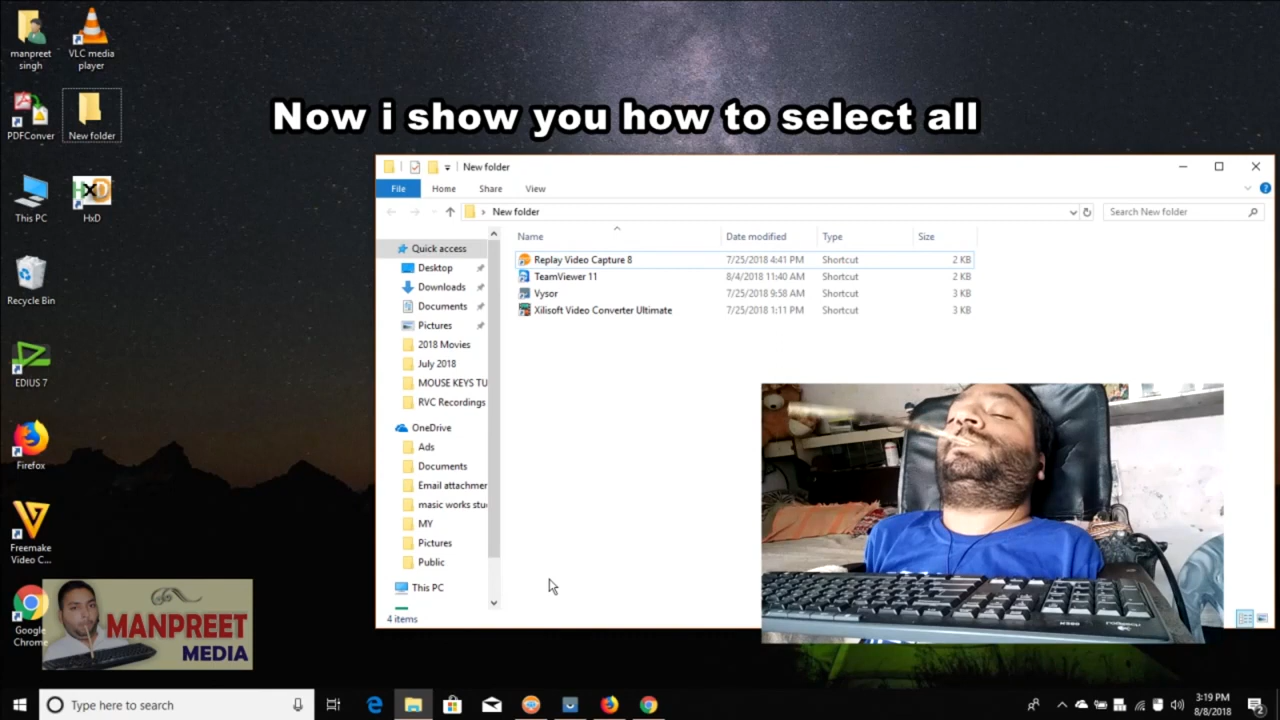 manpreet
singh
VLC media
player
PDFConver
New folder
This PC
HxD
HxD
Recycle Bin
EDIUS 7
Firefox
Freemake
Video C...
Google
Chrome
MANPREET
MEDIA
Now i show you how to select all
New folder
File Home Share View
New folder
Search New folder
Name Date modified Type Size
Replay Video Capture 8 7/25/2018 4:41 PM Shortcut 2 KB
TeamViewer 11 8/4/2018 11:40 AM Shortcut 2 KB
Vysor 7/25/2018 9:58 AM Shortcut 3 KB
Xilisoft Video Converter Ultimate 7/25/2018 1:11 PM Shortcut 3 KB
Quick access
Desktop
Downloads
Documents
Pictures
2018 Movies
July 2018
MOUSE KEYS TU
RVC Recordings
OneDrive
Ads
Documents
Email attachmer
masic works stu
MY
Pictures
Public
This PC
4 items
Type here to search
3:19 PM
8/8/2018
2